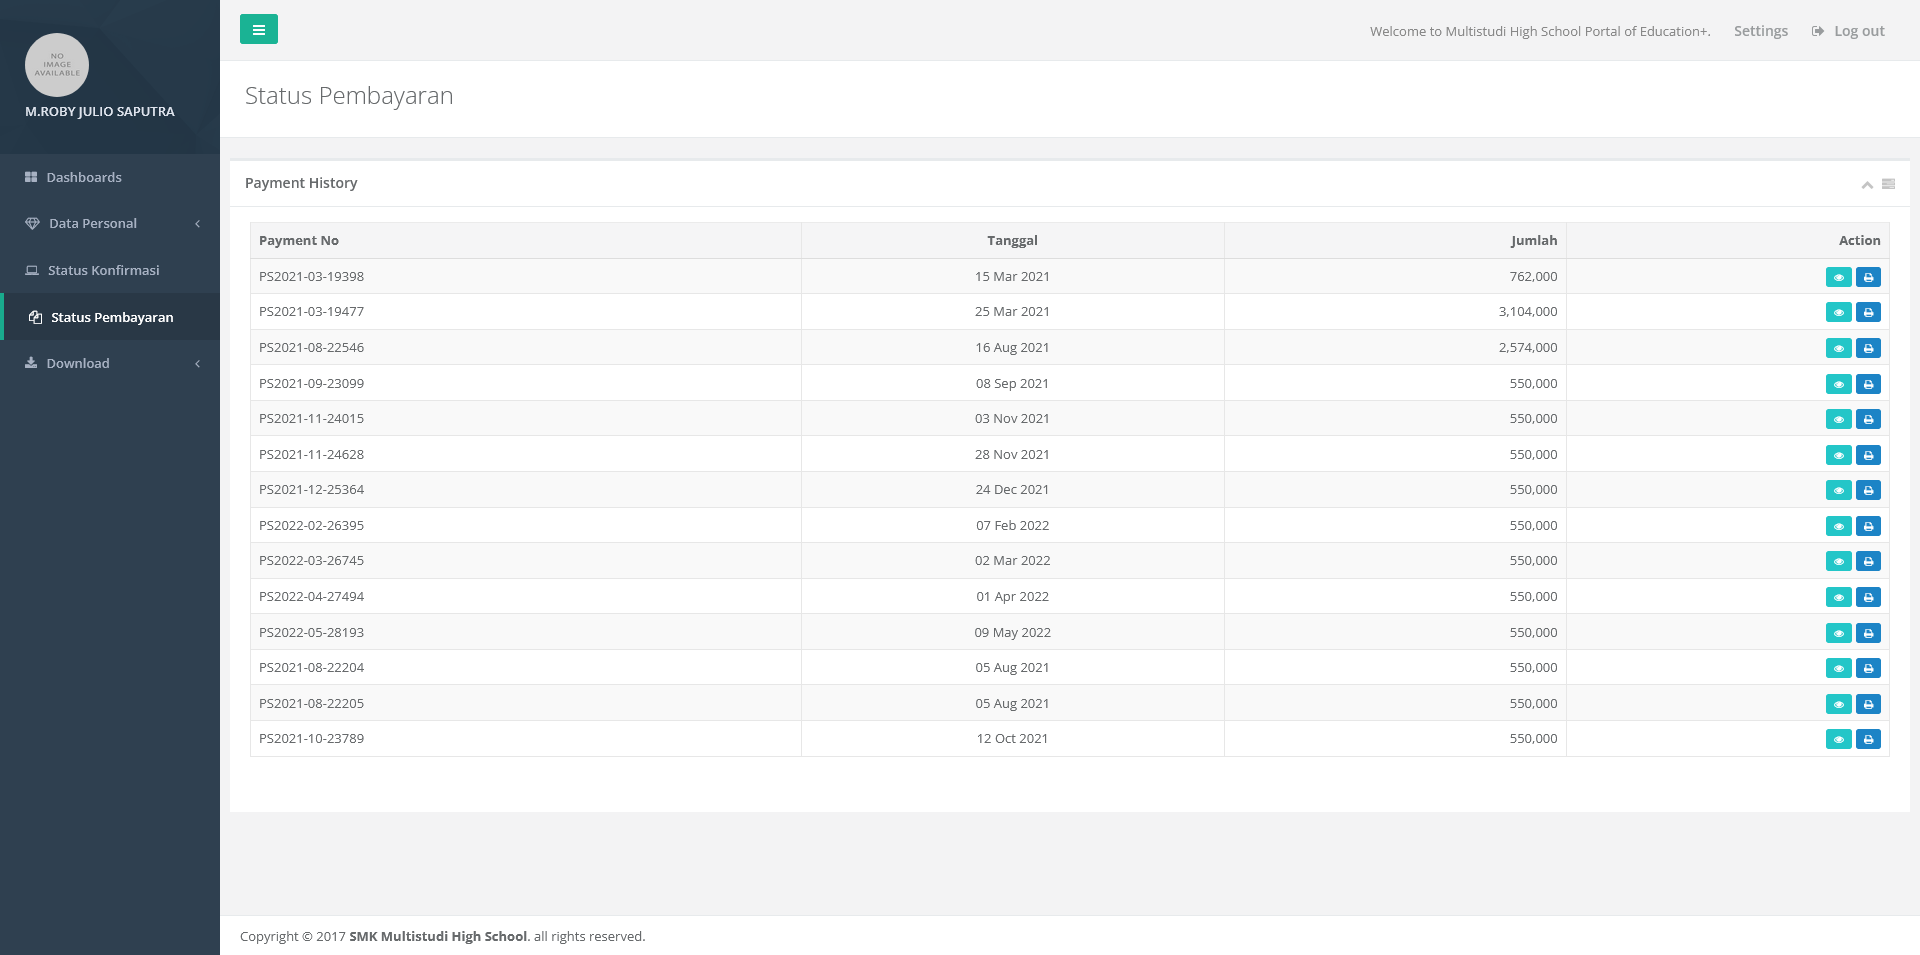 Welcome to Multistudi High School Portal of Education+. Settings Log out
NO
IMAGE
AVAILABLE
M.ROBY JULIO SAPUTRA
Dashboards
Data Personal
Status Konfirmasi
Status Pembayaran
Download
Status Pembayaran
Payment History
Payment No Tanggal Jumlah Action
PS2021-03-19398 15 Mar 2021 762,000
PS2021-03-19477 25 Mar 2021 3,104,000
PS2021-08-22546 16 Aug 2021 2,574,000
PS2021-09-23099 08 Sep 2021 550,000
PS2021-11-24015 03 Nov 2021 550,000
PS2021-11-24628 28 Nov 2021 550,000
PS2021-12-25364 24 Dec 2021 550,000
PS2022-02-26395 07 Feb 2022 550,000
PS2022-03-26745 02 Mar 2022 550,000
PS2022-04-27494 01 Apr 2022 550,000
PS2022-05-28193 09 May 2022 550,000
PS2021-08-22204 05 Aug 2021 550,000
PS2021-08-22205 05 Aug 2021 550,000
PS2021-10-23789 12 Oct 2021 550,000
Copyright © 2017 SMK Multistudi High School. all rights reserved.